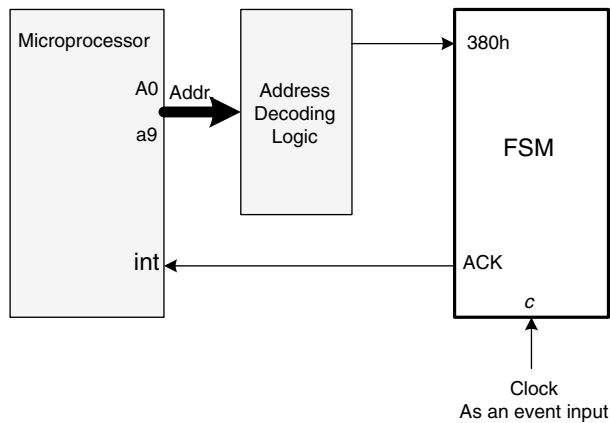 Microprocessor
A0
Addr.
a9
int
Address
Decoding
Logic
380h
FSM
ACK
c
Clock
As an event input